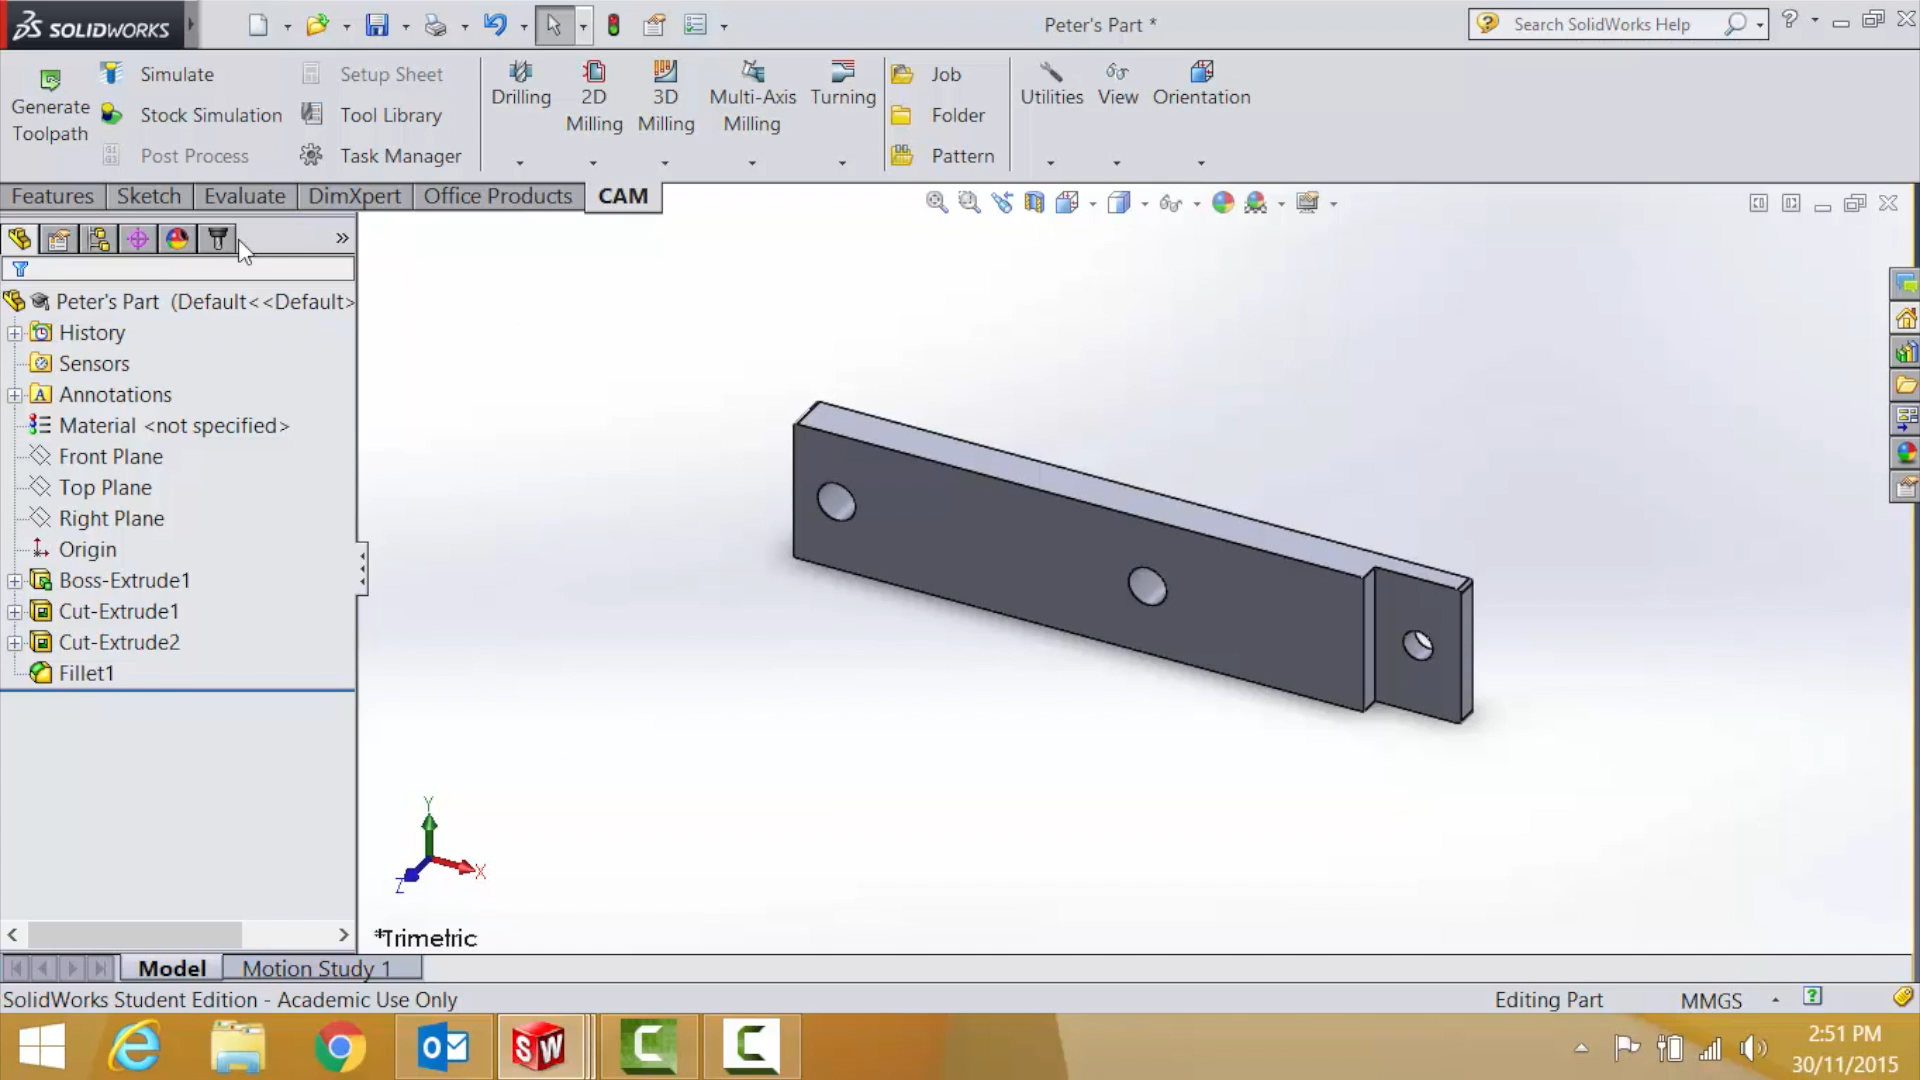 SOLIDWORKS
Peter's Part *
Search SolidWorks Help
Generate
Toolpath
Simulate
Stock Simulation
Post Process
Setup Sheet
Tool Library
Task Manager
Drilling
2D
Milling
3D
Milling
Multi-Axis
Milling
Turning
Job
Folder
Pattern
Utilities
View
Orientation
Features
Sketch
Evaluate
DimXpert
Office Products
CAM
Peter's Part (Default<<Default>
History
Sensors
Annotations
Material <not specified>
Front Plane
Top Plane
Right Plane
Origin
Boss-Extrude1
Cut-Extrude1
Cut-Extrude2
Fillet1
Y
X
Z
*Trimetric
Model
Motion Study 1
SolidWorks Student Edition - Academic Use Only
Editing Part
MMGS
2:51 PM
30/11/2015